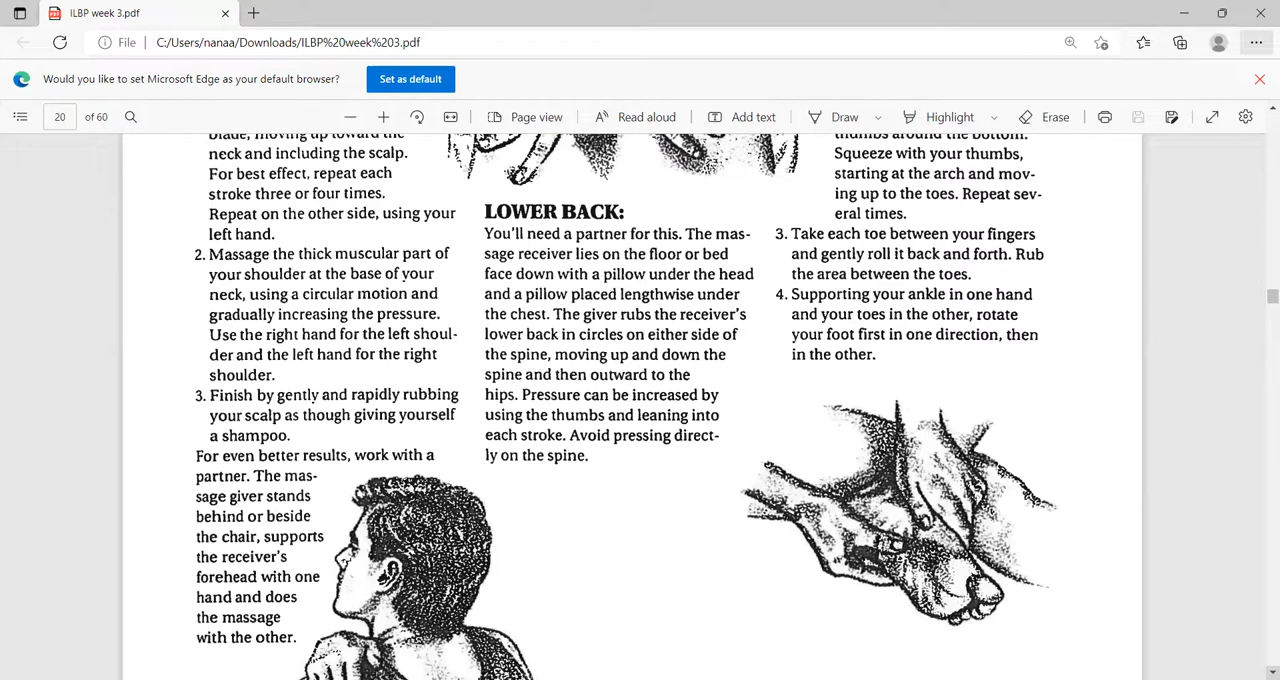 ILBP week 3.pdf
File
C:/Users/nanaa/Downloads/ILBP%20week%203.pdf
Would you like to set Microsoft Edge as your default browser?
Set as default
20 of 60
Page view
Read aloud
Add text
Draw
Highlight
Erase
blade, moving up toward the
neck and including the scalp.
For best effect, repeat each
stroke three or four times.
Repeat on the other side, using your
left hand.
2. Massage the thick muscular part of
your shoulder at the base of your
neck, using a circular motion and
gradually increasing the pressure.
Use the right hand for the left shoul-
der and the left hand for the right
shoulder.
3. Finish by gently and rapidly rubbing
your scalp as though giving yourself
a shampoo.
For even better results, work with a
partner. The mas-
sage giver stands
behind or beside
the chair, supports
the receiver's
forehead with one
hand and does
the massage
with the other.
LOWER BACK:
You'll need a partner for this. The mas-
sage receiver lies on the floor or bed
face down with a pillow under the head
and a pillow placed lengthwise under
the chest. The giver rubs the receiver's
lower back in circles on either side of
the spine, moving up and down the
spine and then outward to the
hips. Pressure can be increased by
using the thumbs and leaning into
each stroke. Avoid pressing direct-
ly on the spine.
thumbs around the bottom.
Squeeze with your thumbs,
starting at the arch and mov-
ing up to the toes. Repeat sev-
eral times.
3. Take each toe between your fingers
and gently roll it back and forth. Rub
the area between the toes.
4. Supporting your ankle in one hand
and your toes in the other, rotate
your foot first in one direction, then
in the other.